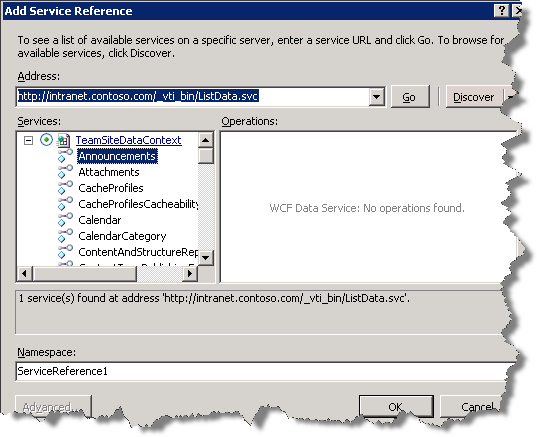 Add Service Reference
To see a list of available services on a specific server, enter a service URL and click Go. To browse for
available services, click Discover.
Address:
http://intranet.contoso.com/_vti_bin/ListData.svc
Go
Discover
Services:
Operations:
TeamSiteDataContext
Announcements
Attachments
CacheProfiles
CacheProfilesCacheability
Calendar
CalendarCategory
ContentAndStructureRep
WCF Data Service: No operations found.
1 service(s) found at address 'http://intranet.contoso.com/_vti_bin/ListData.svc'.
Namespace:
ServiceReference1
Advanced
OK
Cancel